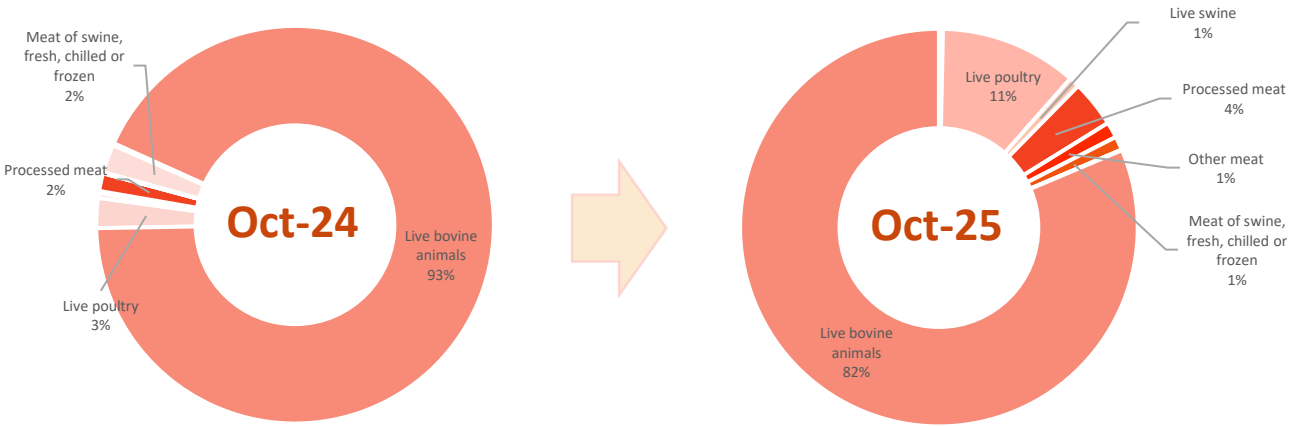 Meat of swine,
fresh, chilled or
frozen
2%
Processed meat
2%
Live poultry
3%
Oct-24
Live bovine
animals
93%
Live swine
1%
Live poultry
11%
Processed meat
4%
Other meat
1%
Meat of swine,
fresh, chilled or
frozen
1%
Oct-25
Live bovine
animals
82%